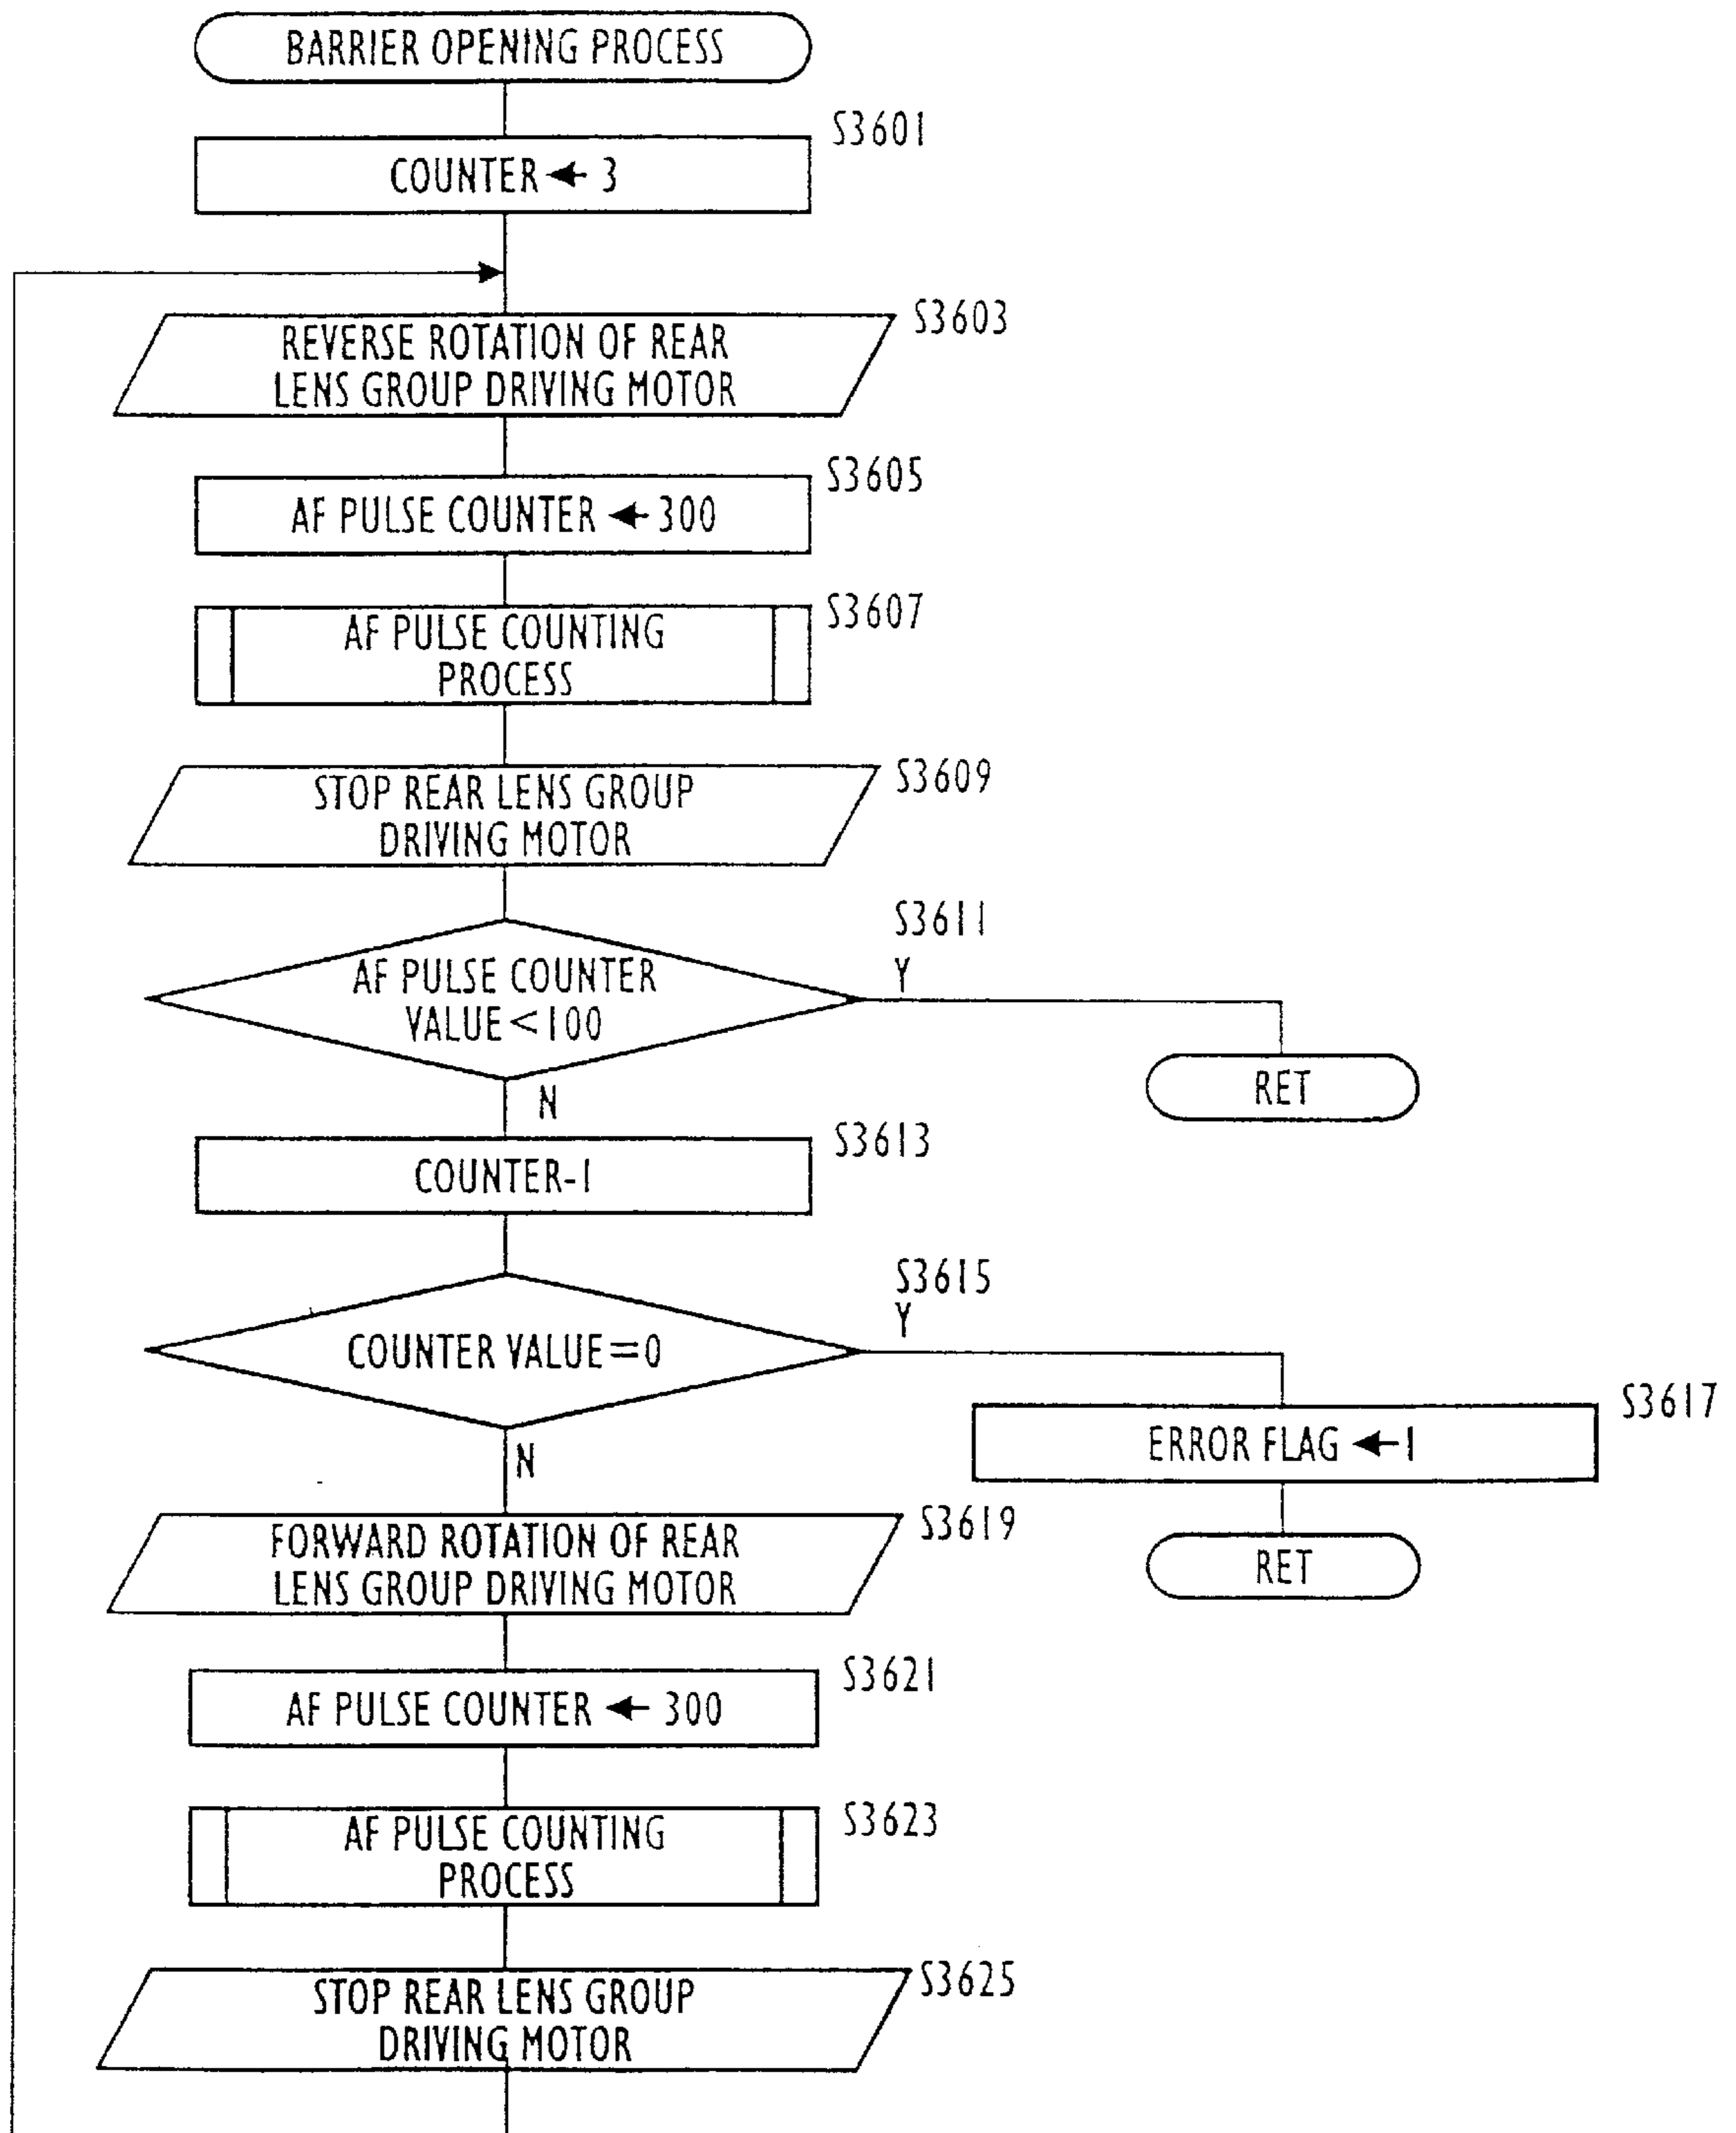 BARRIER OPENING PROCESS
S3601
COUNTER ← 3
S3603
REVERSE ROTATION OF REAR
LENS GROUP DRIVING MOTOR
S3605
AF PULSE COUNTER ← 300
S3607
AF PULSE COUNTING
PROCESS
S3609
STOP REAR LENS GROUP
DRIVING MOTOR
S3611
Y
AF PULSE COUNTER
VALUE<100
RET
N
S3613
COUNTER-1
S3615
Y
COUNTER VALUE=0
S3617
ERROR FLAG ←1
N
RET
S3619
FORWARD ROTATION OF REAR
LENS GROUP DRIVING MOTOR
S3621
AF PULSE COUNTER ← 300
S3623
AF PULSE COUNTING
PROCESS
S3625
STOP REAR LENS GROUP
DRIVING MOTOR